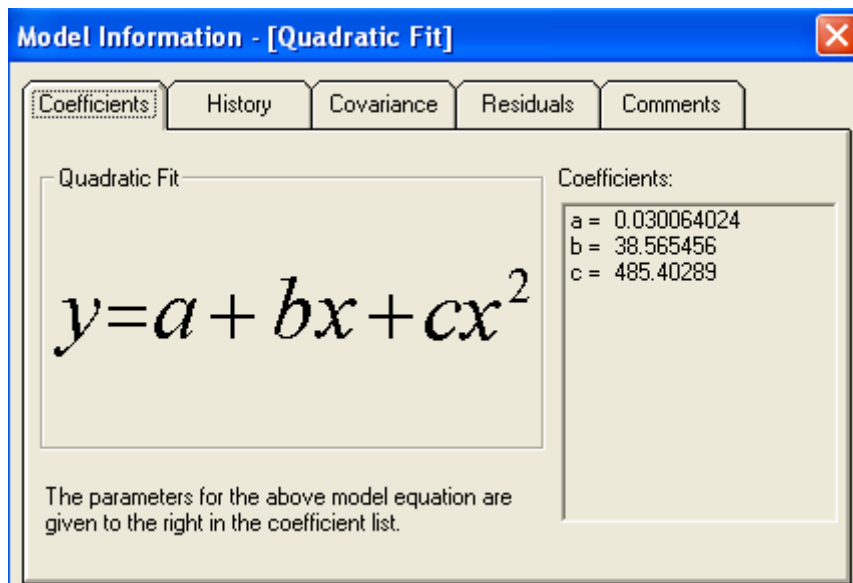 Model Information - [Quadratic Fit]
Coefficients History Covariance Residuals Comments
Quadratic Fit
y=a+bx+cx²
The parameters for the above model equation are
given to the right in the coefficient list.
Coefficients:
a = 0.030064024
b = 38.565456
c = 485.40289